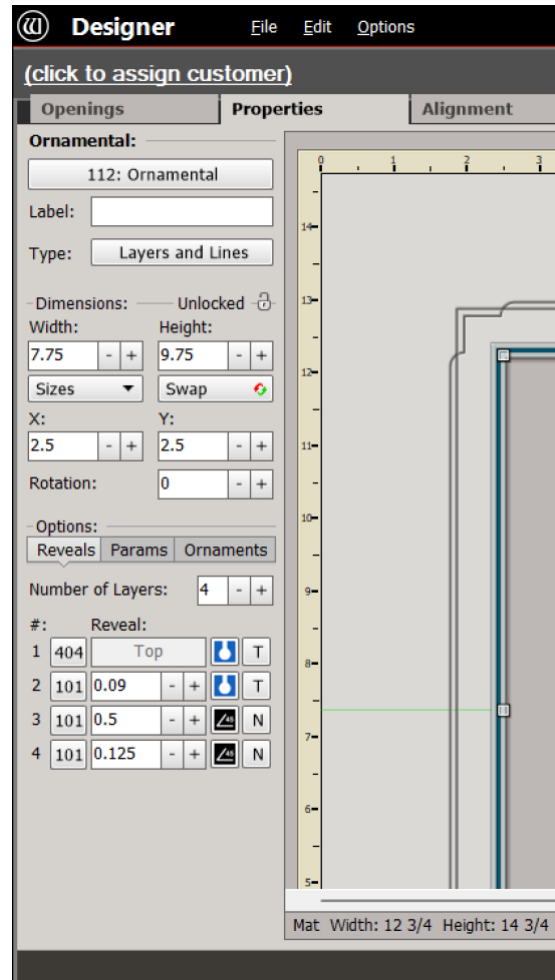 Designer File Edit Options
(click to assign customer)
Openings Properties Alignment
Ornamental:
112: Ornamental
Label:
Type: Layers and Lines
Dimensions: Unlocked
Width: Height:
7.75 - + 9.75 - +
Sizes Swap
X: Y:
2.5 - + 2.5 - +
Rotation: 0 - +
Options:
Reveals Params Ornaments
Number of Layers: 4 - +
#: Reveal:
1 404 Top T
2 101 0.09 - + T
3 101 0.5 - + 45 N
4 101 0.125 - + 45 N
0 1 2 3
14
13
12
11
10
9
8
7
6
5
Mat Width: 12 3/4 Height: 14 3/4